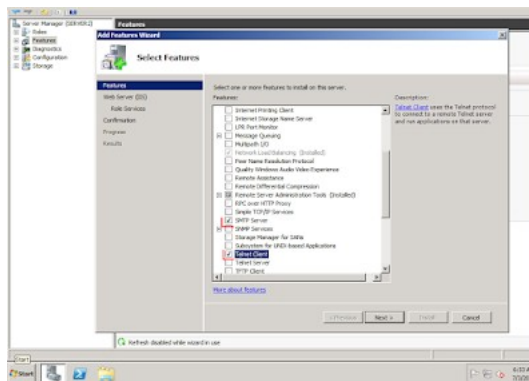 Server Manager (SERVER2)
Roles
Features
Diagnostics
Configuration
Storage
Features
Add Features Wizard
Select Features
Features
Web Server (IIS)
Role Services
Confirmation
Progress
Results
Select one or more features to install on this server.
Features:
Internet Printing Client
Internet Storage Name Server
LPR Port Monitor
Message Queuing
Multipath I/O
Network Load Balancing (Installed)
Peer Name Resolution Protocol
Quality Windows Audio Video Experience
Remote Assistance
Remote Differential Compression
Remote Server Administration Tools (Installed)
RPC over HTTP Proxy
Simple TCP/IP Services
SMTP Server
SNMP Services
Storage Manager for SANs
Subsystem for UNIX-based Applications
Telnet Client
Telnet Server
TFTP Client
More about features
Description:
Telnet Client uses the Telnet protocol
to connect to a remote Telnet server
and run applications on that server.
< Previous
Next >
Install
Cancel
Refresh disabled while wizard in use
Start
Start